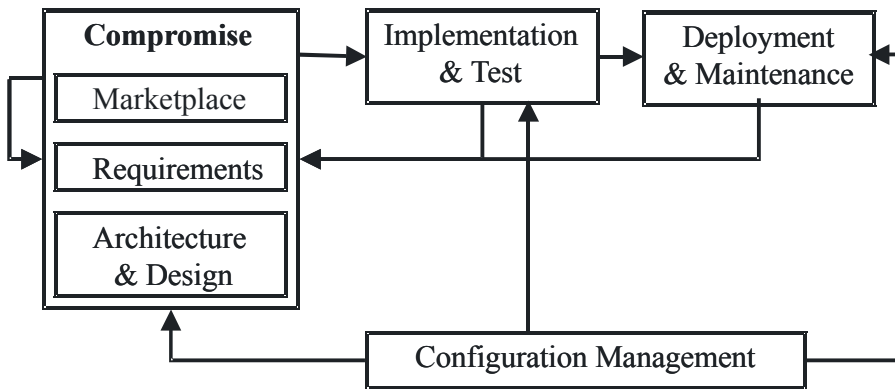 Compromise
Marketplace
Requirements
Architecture
& Design
Implementation
& Test
Deployment
& Maintenance
Configuration Management